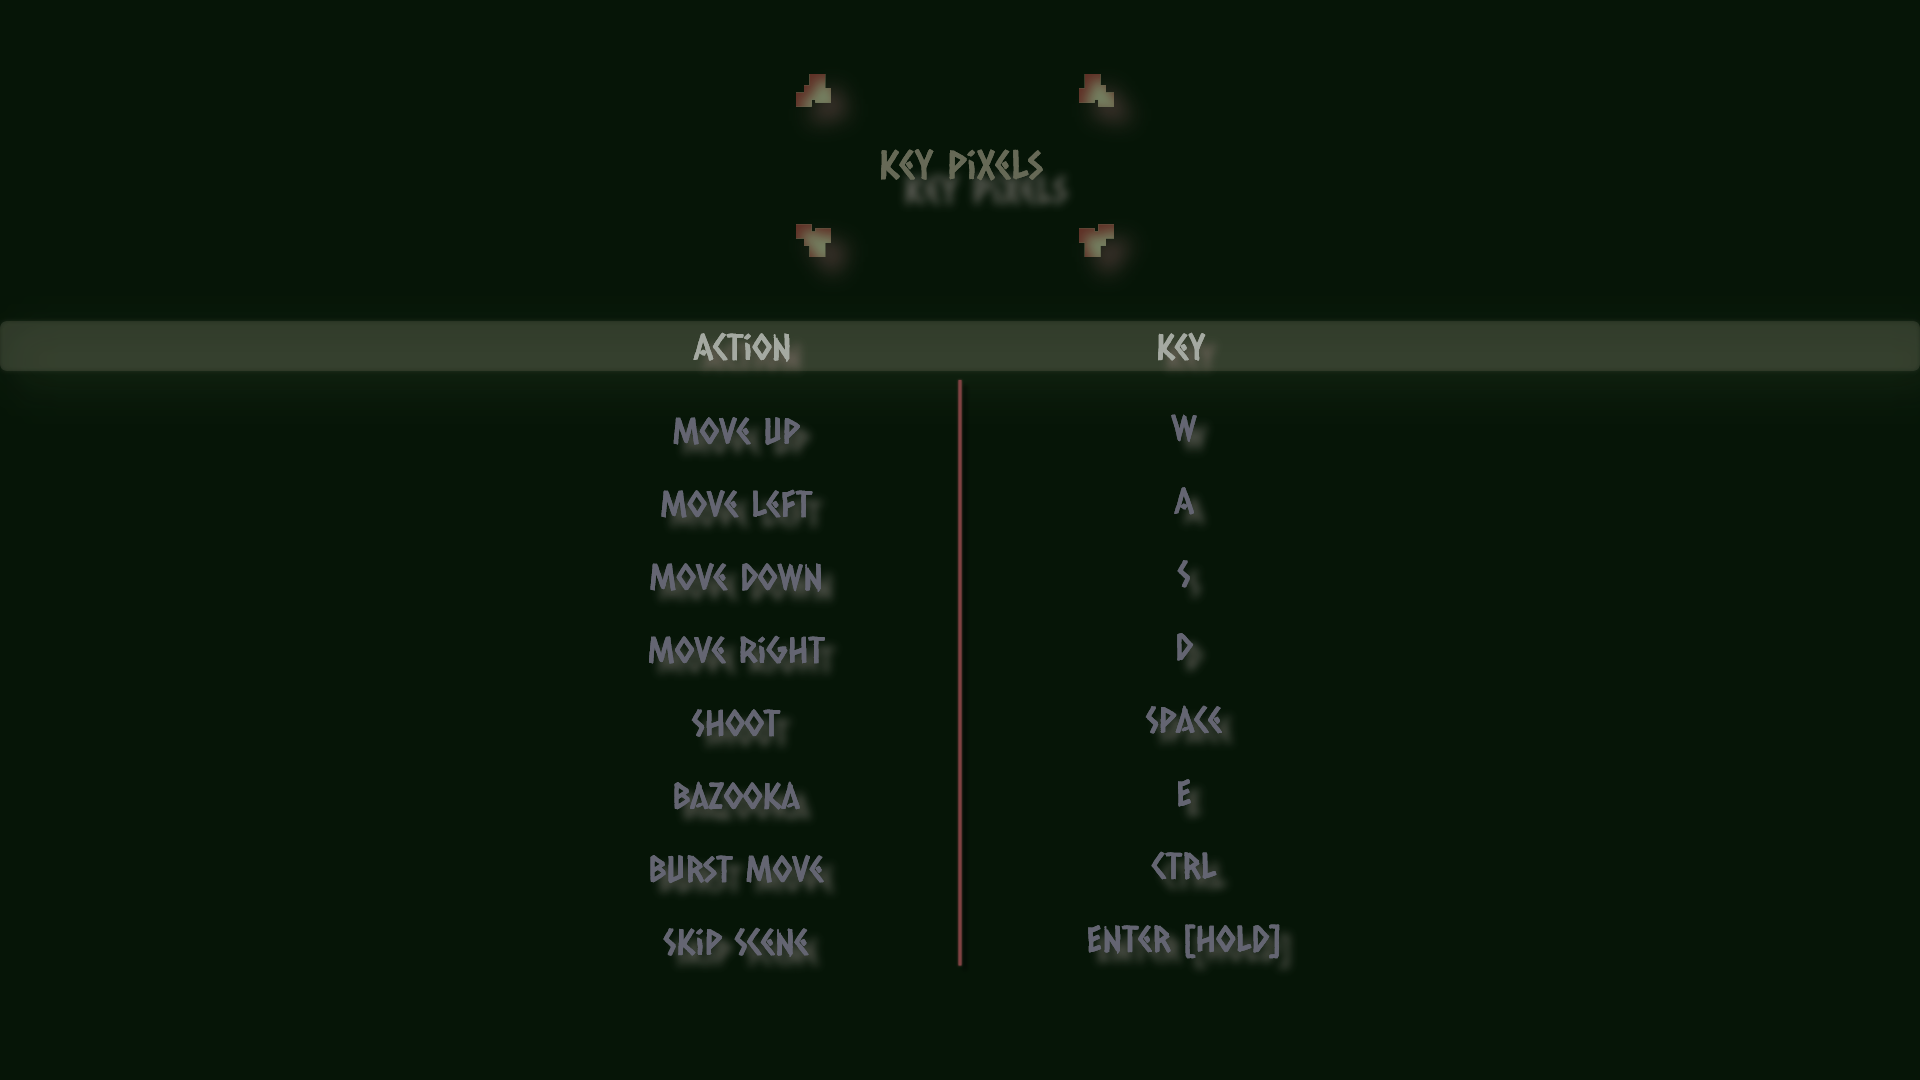 KEY PiXELS
ACTiON KEY
MOVE UP W
MOVE LEFT A
MOVE DOWN S
MOVE RiGHT D
SHOOT SPACE
BAZOOKA E
BURST MOVE CTRL
SKiP SCENE ENTER [HOLD]